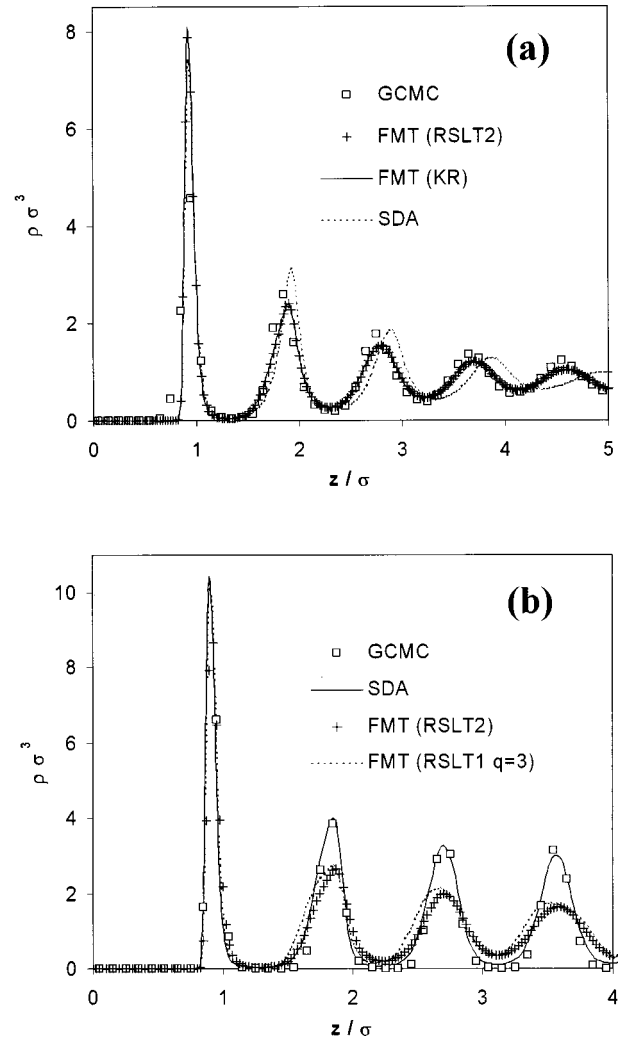 8
6
4
2
0
ρ σ³
(a)
GCMC
FMT (RSLT2)
FMT (KR)
SDA
0
1
2
3
4
5
z / σ
10
8
6
4
2
0
ρ σ³
(b)
GCMC
SDA
FMT (RSLT2)
FMT (RSLT1 q=3)
0
1
2
3
4
z / σ